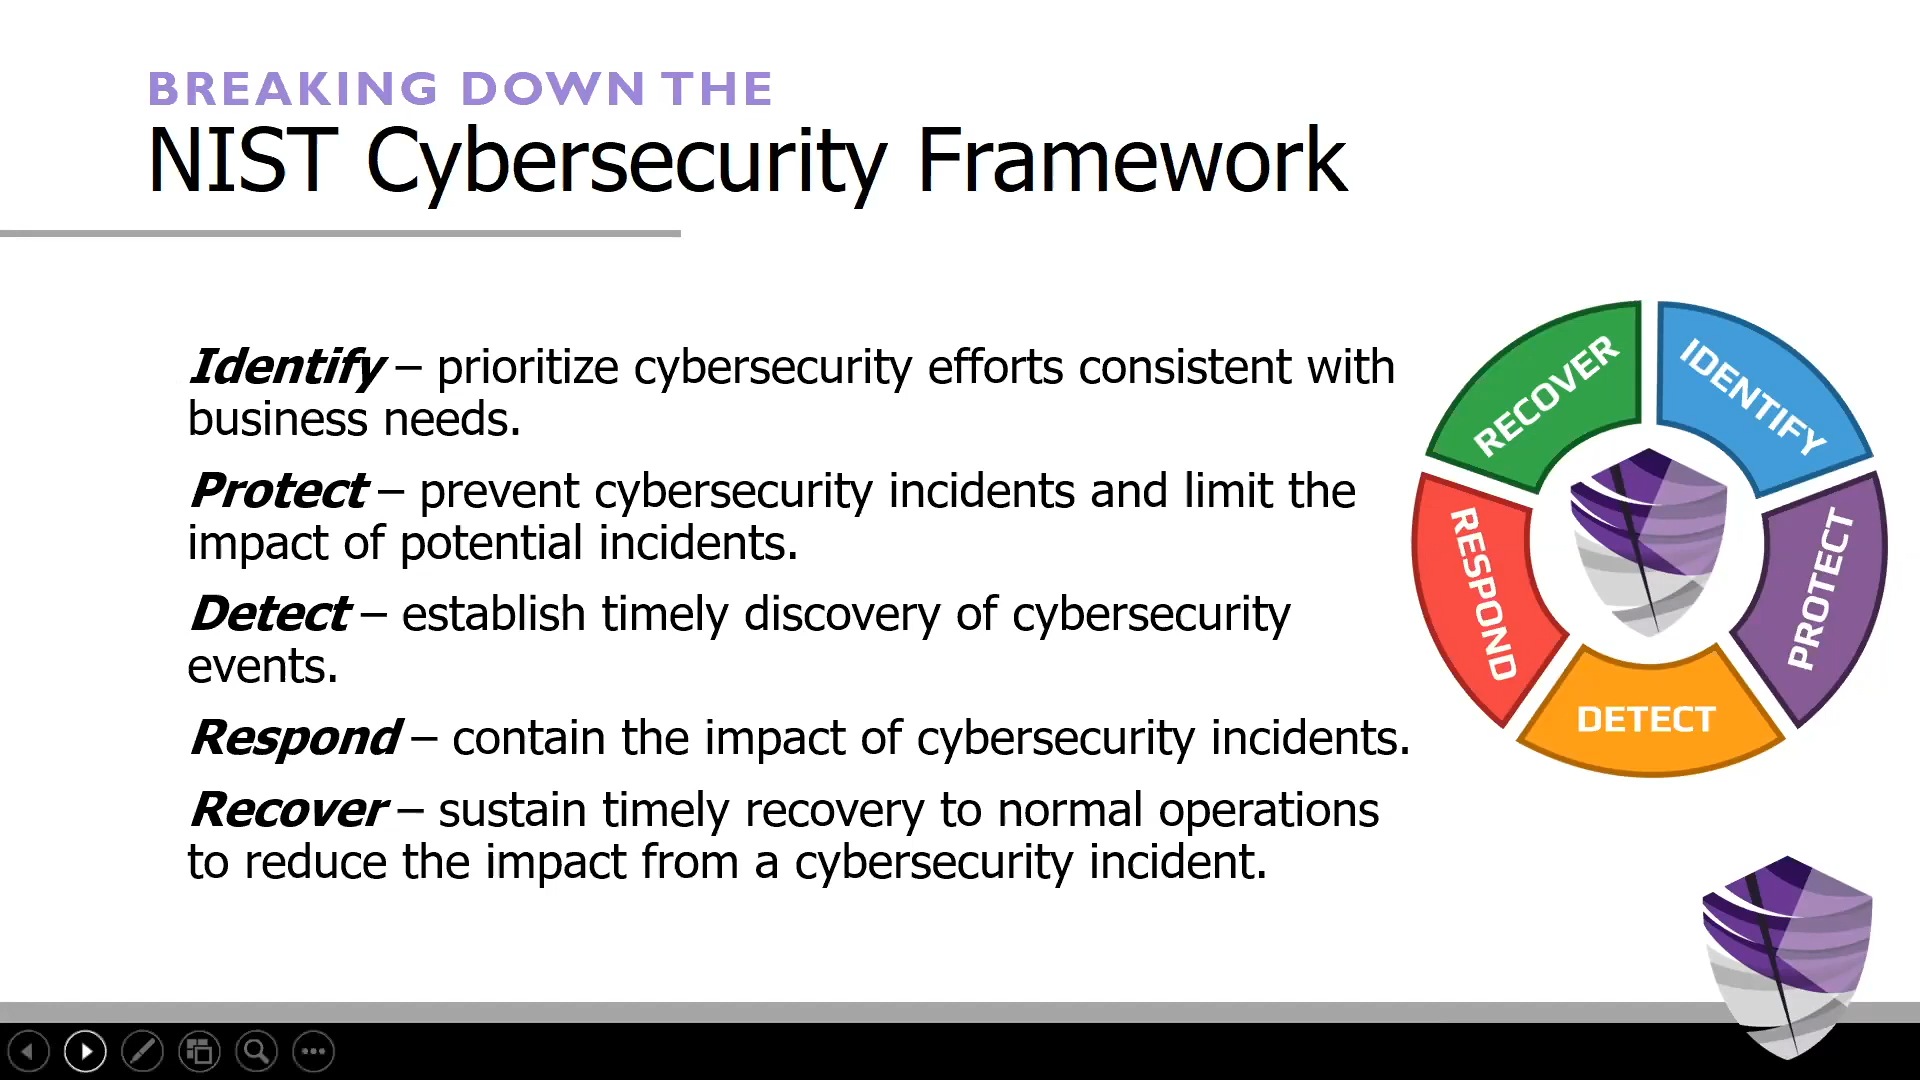 BREAKING DOWN THE
NIST Cybersecurity Framework
Identify – prioritize cybersecurity efforts consistent with
business needs.
Protect – prevent cybersecurity incidents and limit the
impact of potential incidents.
Detect – establish timely discovery of cybersecurity
events.
Respond – contain the impact of cybersecurity incidents.
Recover – sustain timely recovery to normal operations
to reduce the impact from a cybersecurity incident.
RECOVER
IDENTIFY
PROTECT
DETECT
RESPOND